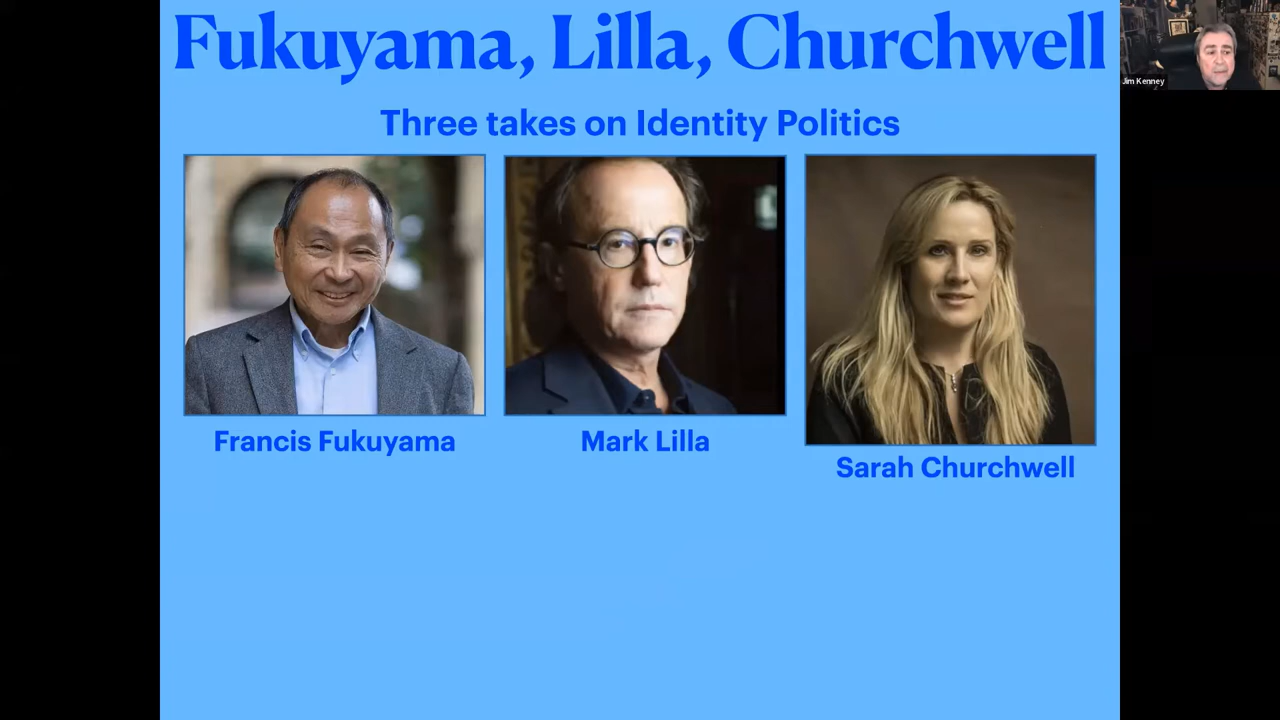 Fukuyama, Lilla, Churchwell
Three takes on Identity Politics
Francis Fukuyama
Mark Lilla
Sarah Churchwell
Jim Kenney